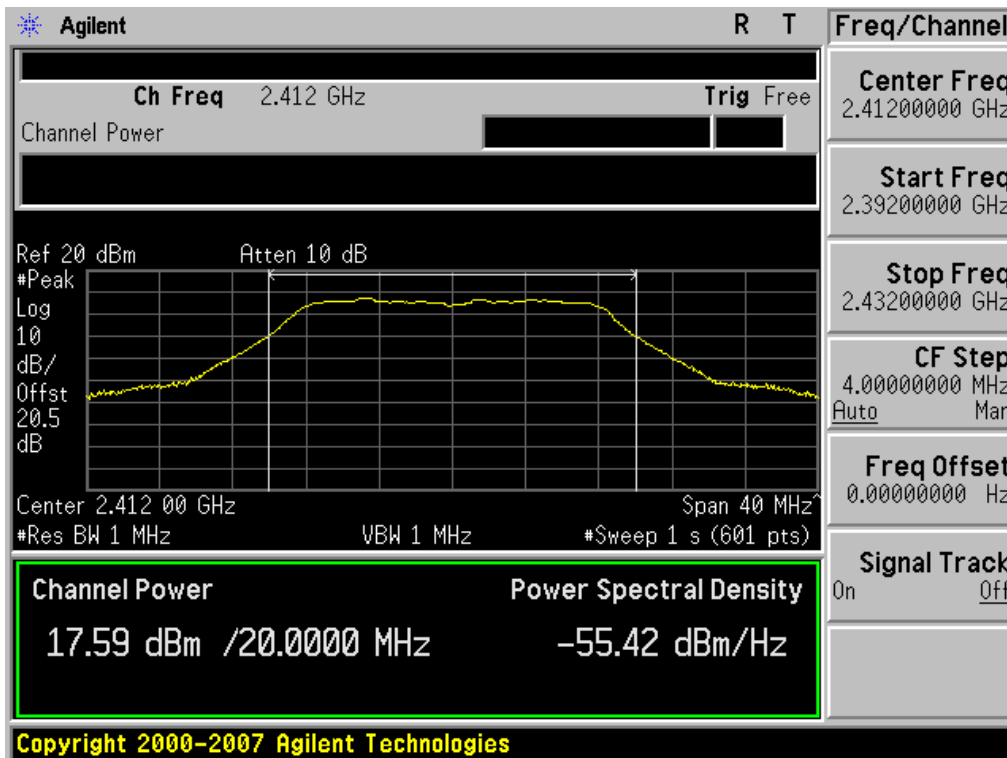 Agilent R T Freq/Channel
Ch Freq 2.412 GHz Trig Free
Channel Power
Center Freq
2.41200000 GHz
Start Freq
2.39200000 GHz
Stop Freq
2.43200000 GHz
CF Step
4.00000000 MHz
Auto Man
Freq Offset
0.00000000 Hz
Signal Track
On Off
Ref 20 dBm Atten 10 dB
#Peak
Log
10
dB/
Offst
20.5
dB
Center 2.412 00 GHz Span 40 MHz^
#Res BW 1 MHz VBW 1 MHz #Sweep 1 s (601 pts)
Channel Power Power Spectral Density
17.59 dBm /20.0000 MHz -55.42 dBm/Hz
Copyright 2000-2007 Agilent Technologies